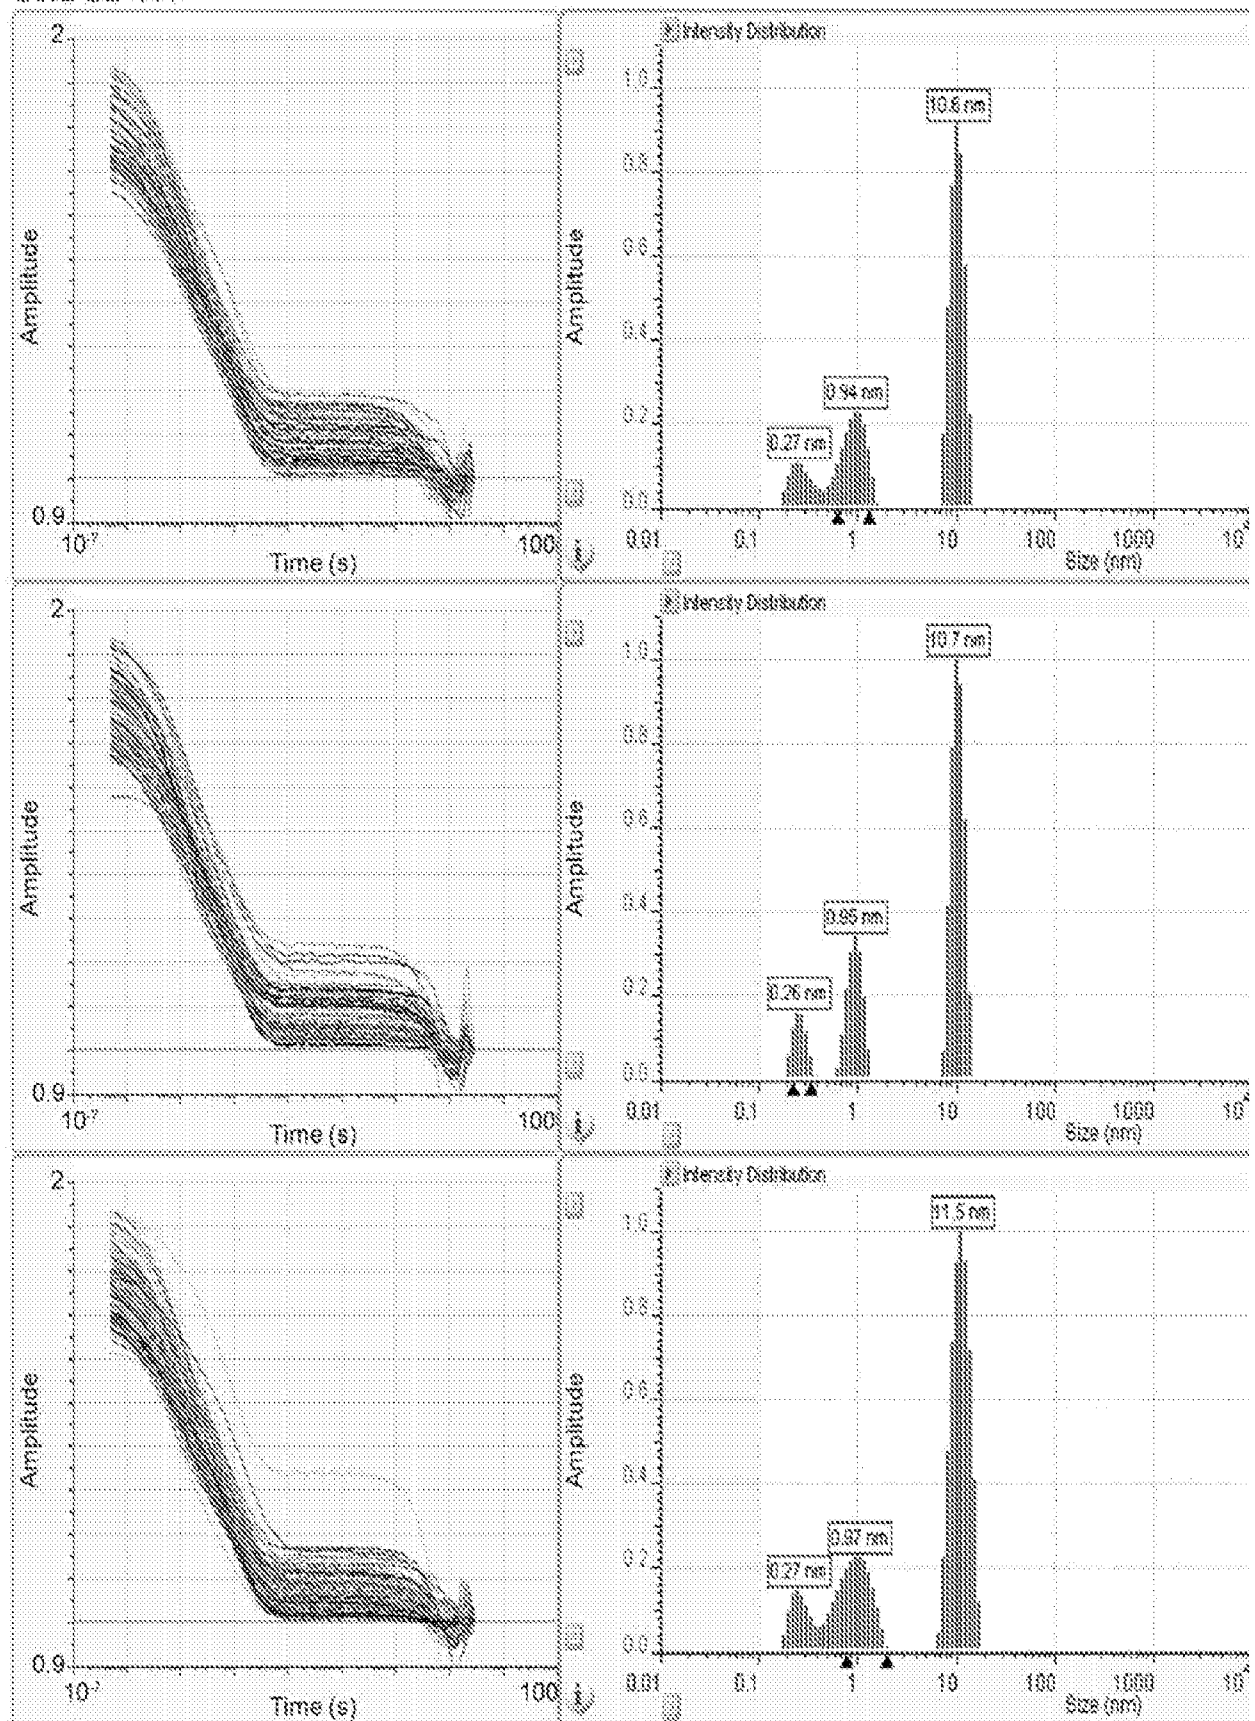 2
Amplitude
0.9
10-7
100
Time (s)
Intensity Distribution
Amplitude
1.0
0.8
0.6
0.4
0.2
0.0
0.27 nm
0.94 nm
10.6 nm
0.01
0.1
1
10
100
1000
Size (nm)
2
Amplitude
0.9
10-7
100
Time (s)
Intensity Distribution
Amplitude
1.0
0.8
0.6
0.4
0.2
0.0
0.26 nm
0.95 nm
10.7 nm
0.01
0.1
1
10
100
1000
Size (nm)
2
Amplitude
0.9
10-7
100
Time (s)
Intensity Distribution
Amplitude
1.0
0.8
0.6
0.4
0.2
0.0
0.27 nm
0.97 nm
11.5 nm
0.01
0.1
1
10
100
1000
Size (nm)